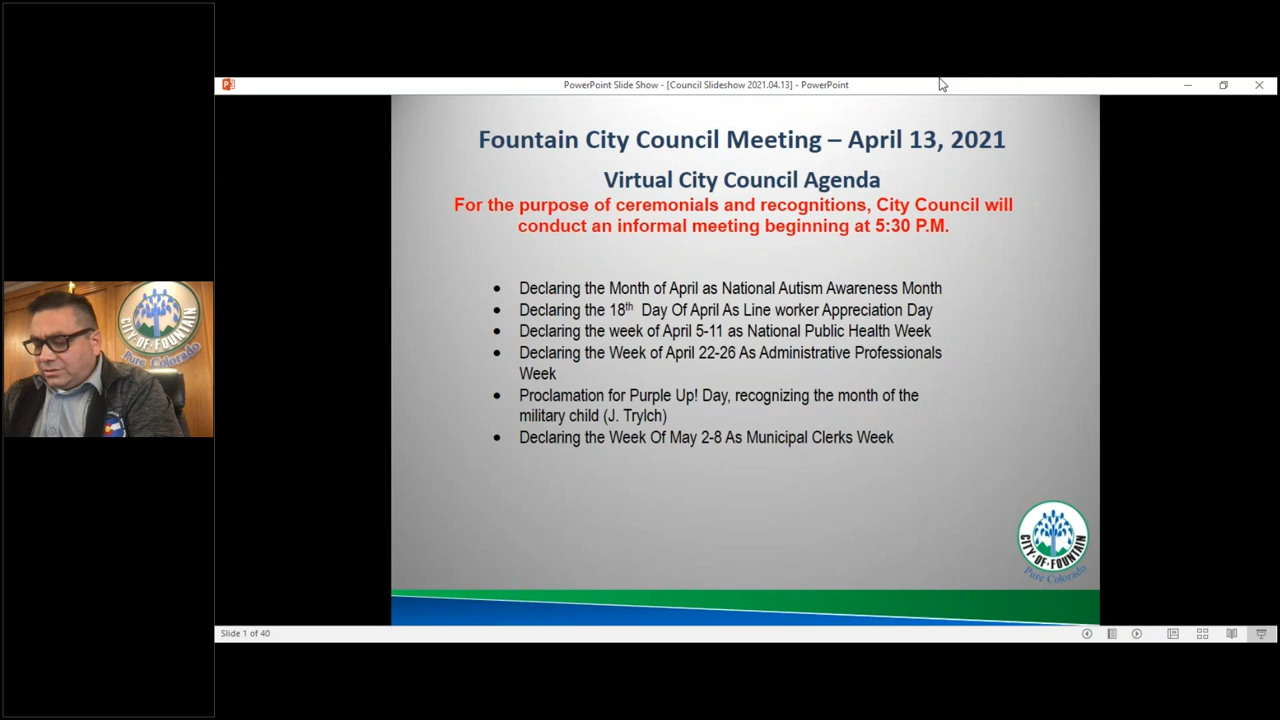 PowerPoint Slide Show - [Council Slideshow 2021.04.13] - PowerPoint
Fountain City Council Meeting – April 13, 2021
Virtual City Council Agenda
For the purpose of ceremonials and recognitions, City Council will
conduct an informal meeting beginning at 5:30 P.M.
• Declaring the Month of April as National Autism Awareness Month
• Declaring the 18th Day Of April As Line worker Appreciation Day
• Declaring the week of April 5-11 as National Public Health Week
• Declaring the Week of April 22-26 As Administrative Professionals
Week
• Proclamation for Purple Up! Day, recognizing the month of the
military child (J. Trylch)
• Declaring the Week Of May 2-8 As Municipal Clerks Week
CITY OF FOUNTAIN
Pure Colorado
CITY OF FOUNTAIN
Pure Colorado
Slide 1 of 40